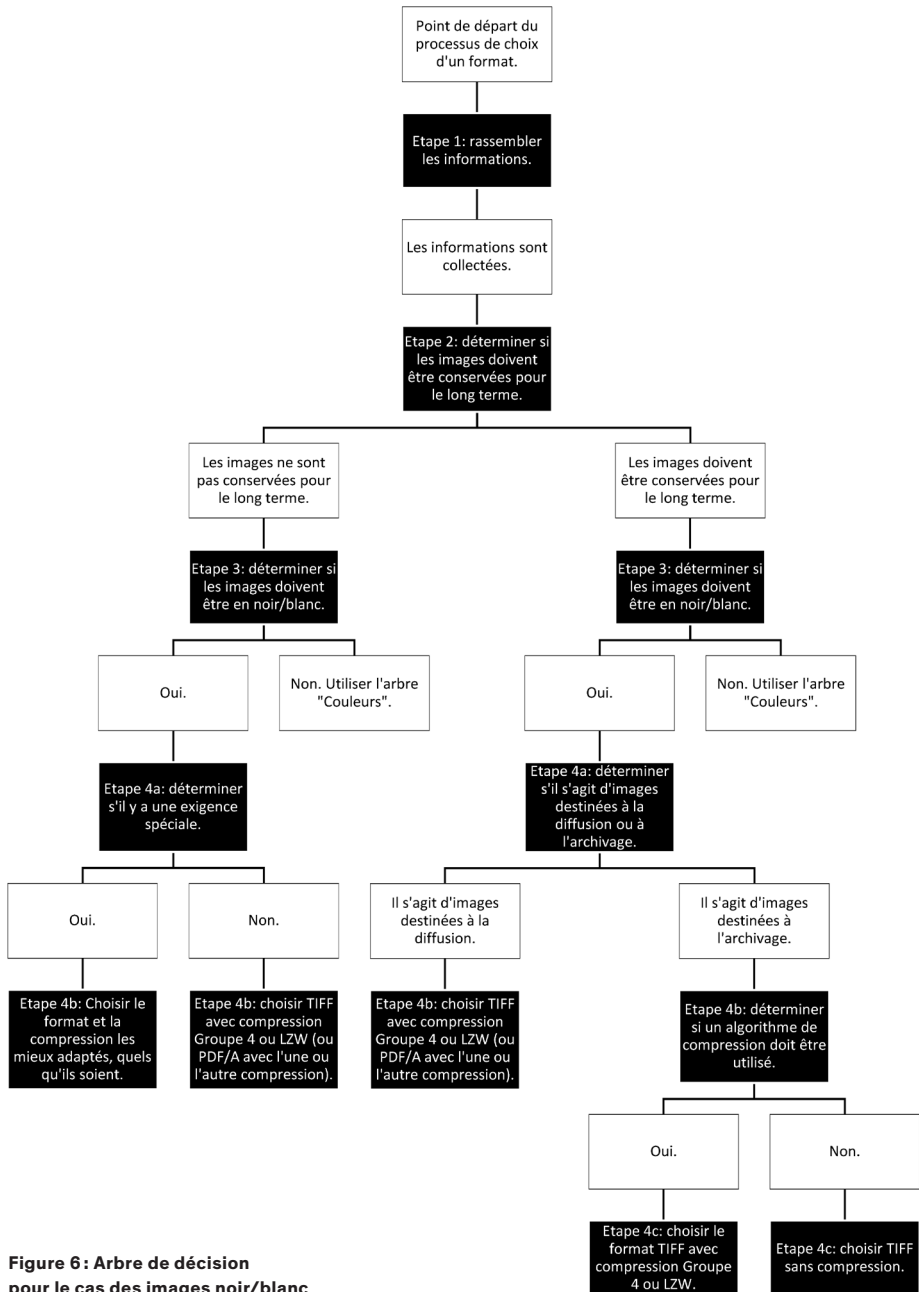 Point de départ du
processus de choix
d'un format.
Etape 1: rassembler
les informations.
Les informations sont
collectées.
Etape 2: déterminer si
les images doivent
être conservées pour
le long terme.
Les images ne sont
pas conservées pour
le long terme.
Les images doivent
être conservées pour
le long terme.
Etape 3: déterminer si
les images doivent
être en noir/blanc.
Etape 3: déterminer si
les images doivent
être en noir/blanc.
Oui.
Non. Utiliser l'arbre
"Couleurs".
Oui.
Non. Utiliser l'arbre
"Couleurs".
Etape 4a: déterminer
s'il y a une exigence
spéciale.
Etape 4a: déterminer
s'il s'agit d'images
destinées à la
diffusion ou à
l'archivage.
Oui.
Non.
Il s'agit d'images
destinées à la
diffusion.
Il s'agit d'images
destinées à
l'archivage.
Etape 4b: Choisir le
format et la
compression les
mieux adaptés, quels
qu'ils soient.
Etape 4b: choisir TIFF
avec compression
Groupe 4 ou LZW (ou
PDF/A avec l'une ou
l'autre compression).
Etape 4b: choisir TIFF
avec compression
Groupe 4 ou LZW (ou
PDF/A avec l'une ou
l'autre compression).
Etape 4b: déterminer
si un algorithme de
compression doit être
utilisé.
Oui.
Non.
Etape 4c: choisir le
format TIFF avec
compression Groupe
4 ou LZW.
Etape 4c: choisir TIFF
sans compression.
Figure 6 : Arbre de décision
pour le cas des images noir/blanc